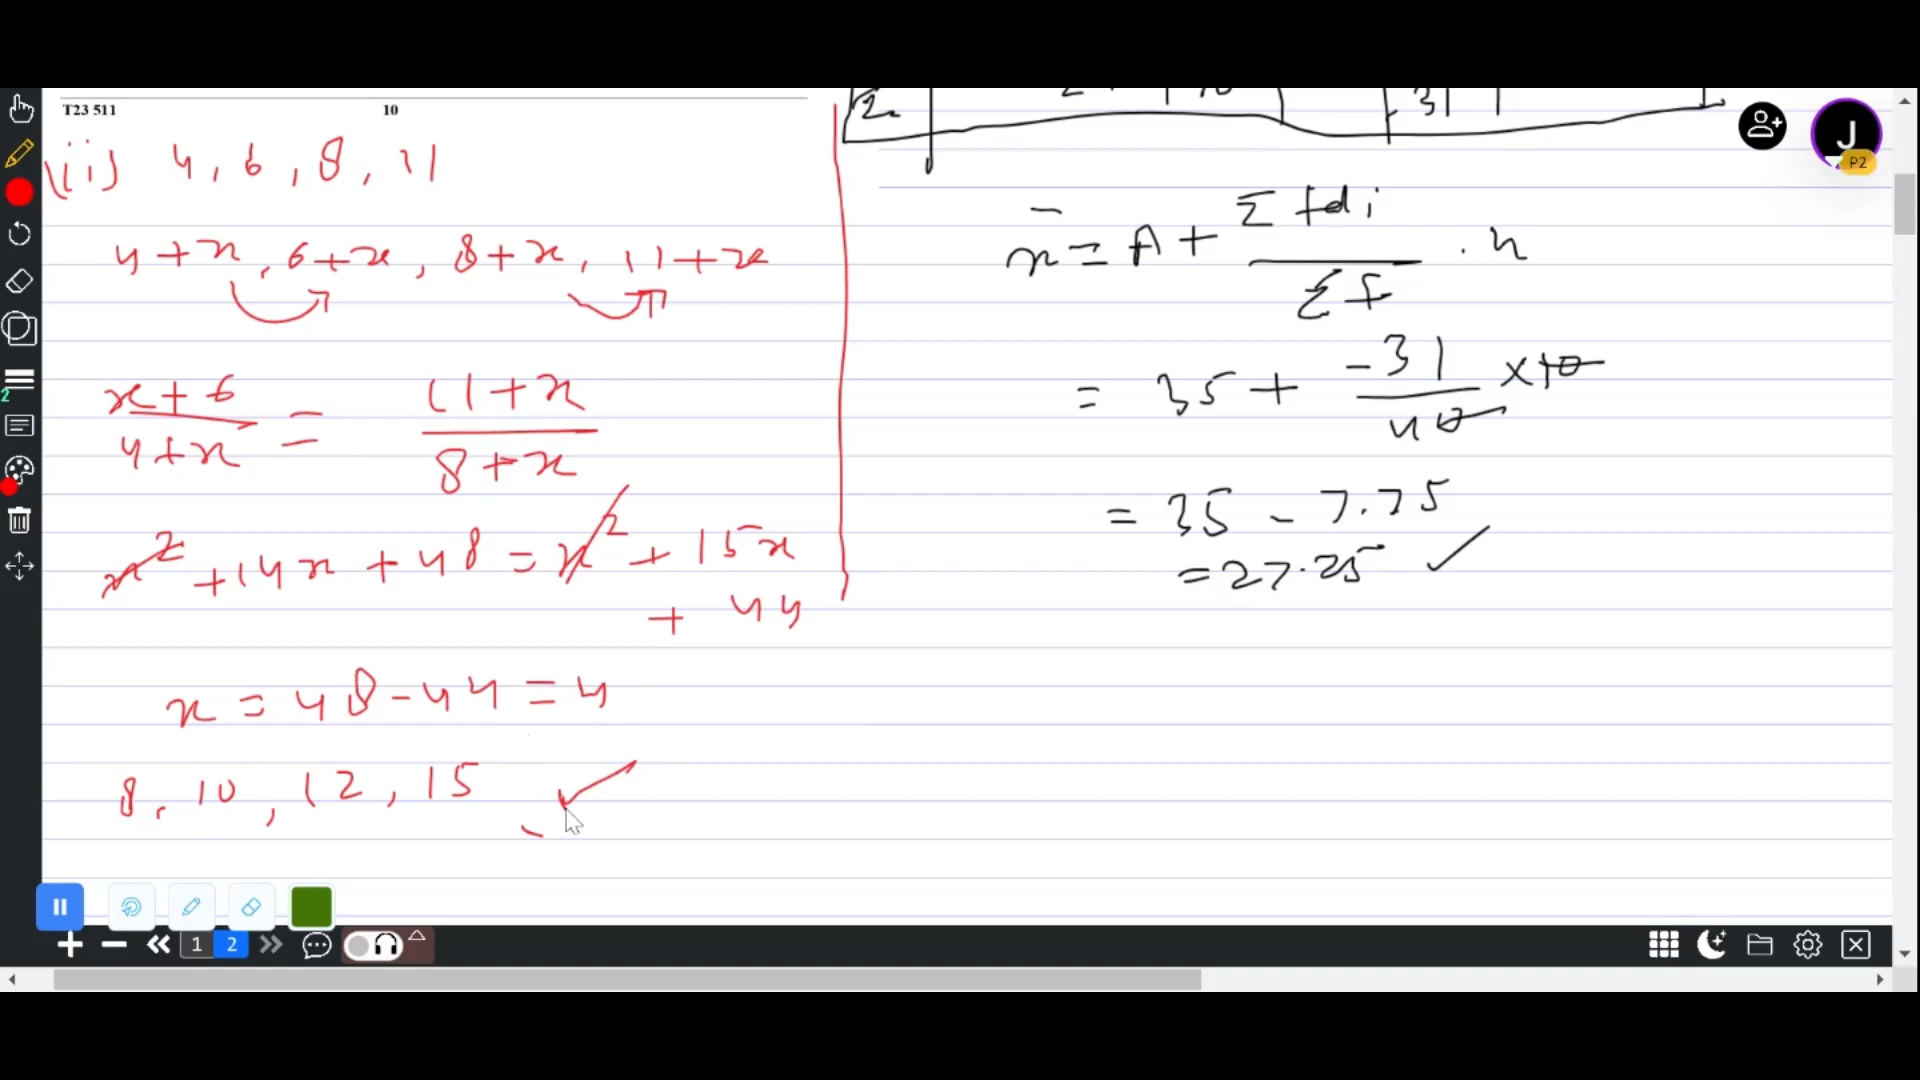 T23 511 10
(ii) 4, 6, 8, 11
4+x, 6+x, 8+x, 11+x
x+6 / 4+x = 11+x / 8+x
x² + 14x + 48 = x² + 15x
+ 44
x = 48 - 44 = 4
8, 10, 12, 15
31
x̄ = A + Σfdi / Σf . h
= 35 + -31 / 40 × 10
= 35 - 7.75
= 27.25
J
P2
2
1 2